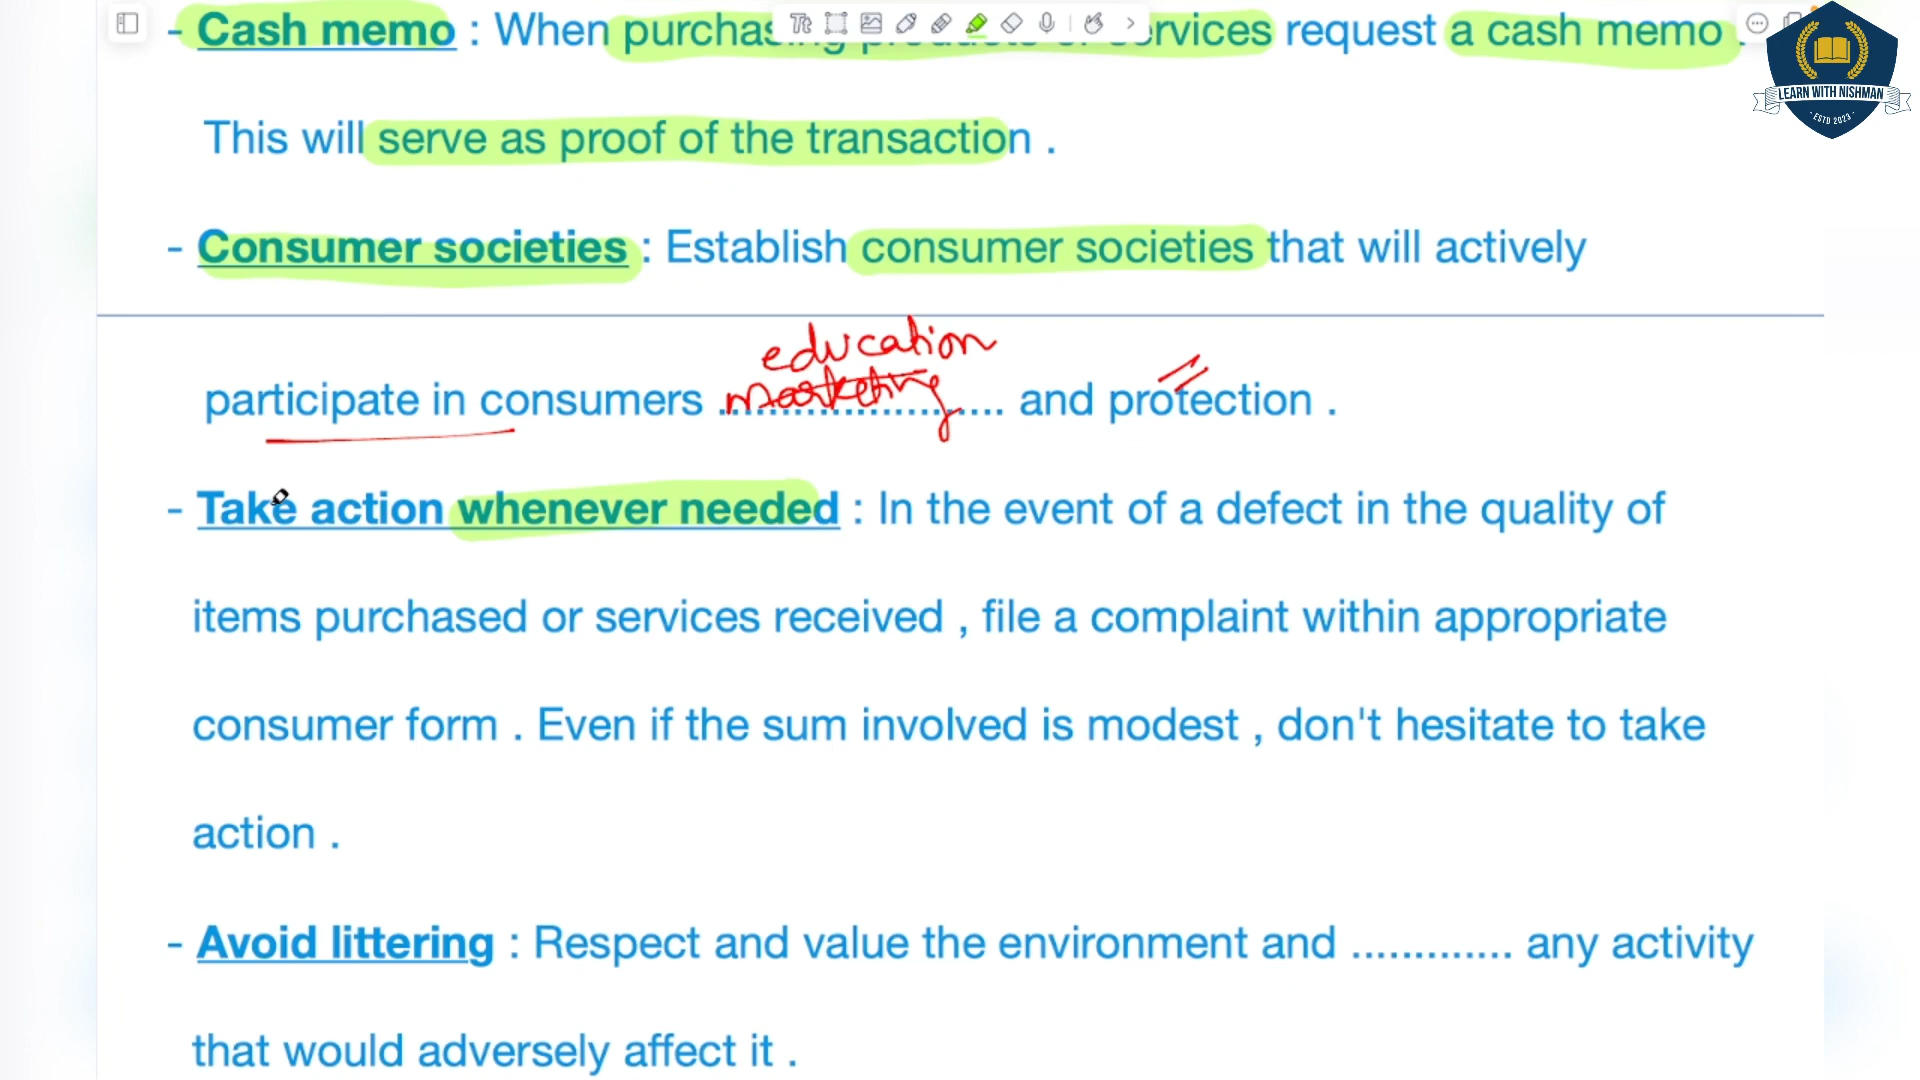 - Cash memo : When purchasing products or services request a cash memo .
This will serve as proof of the transaction .
- Consumer societies : Establish consumer societies that will actively
education
marketing
participate in consumers ....................... and protection .
- Take action whenever needed : In the event of a defect in the quality of
items purchased or services received , file a complaint within appropriate
consumer form . Even if the sum involved is modest , don't hesitate to take
action .
- Avoid littering : Respect and value the environment and ............. any activity
that would adversely affect it .
LEARN WITH NISHMAN
· ESTD 2023 ·